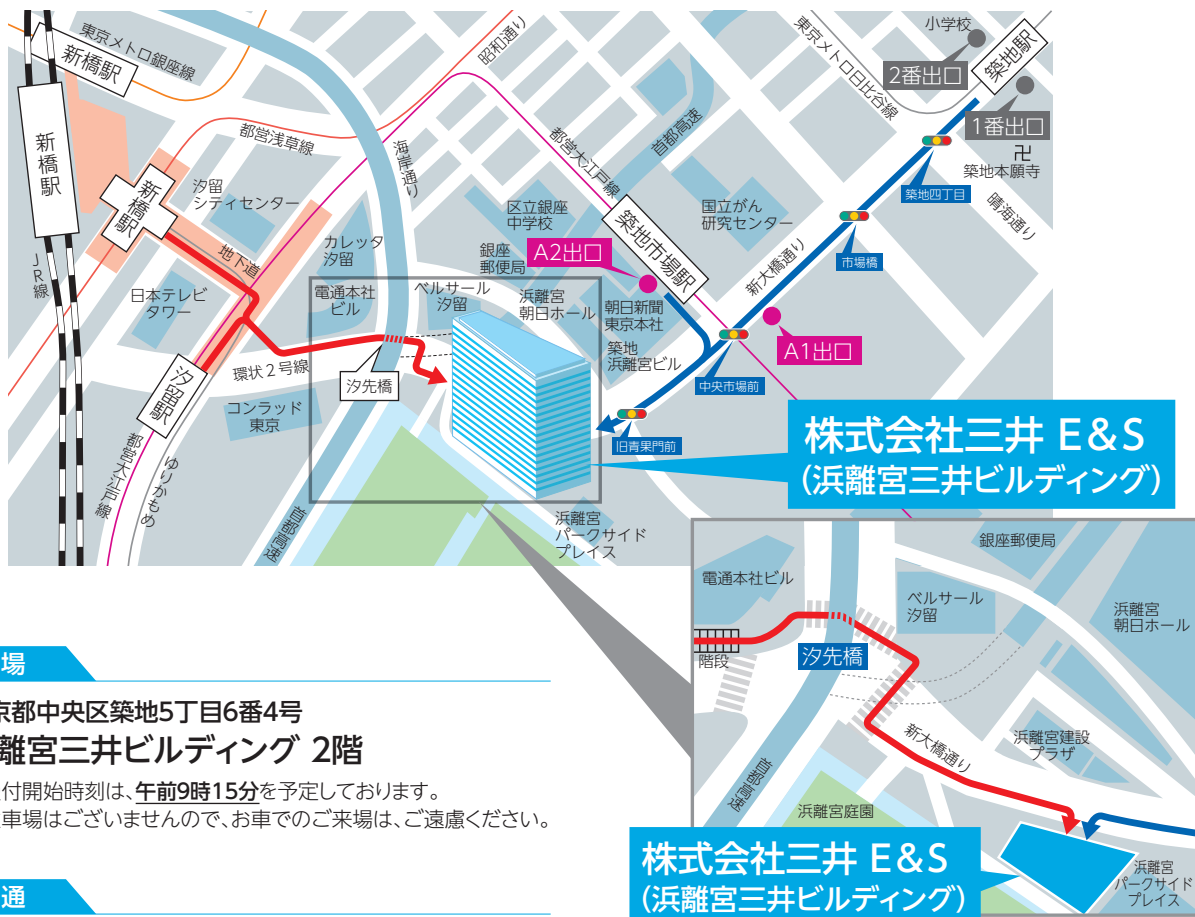 東京メトロ銀座線
新橋駅
新橋駅
JR線
新橋駅
都営浅草線
昭和通り
海岸通り
汐留
シティセンター
地下道
日本テレビ
タワー
カレッタ
汐留
電通本社
ビル
ベルサール
汐留
環状2号線
汐先橋
汐留駅
コンラッド
東京
都営大江戸線
ゆりかもめ
首都高速
小学校
東京メトロ日比谷線
築地駅
2番出口
1番出口
卍
築地本願寺
築地四丁目
晴海通り
首都高速
都営大江戸線
区立銀座
中学校
国立がん
研究センター
銀座
郵便局
A2出口
築地市場駅
新大橋通り
市場橋
浜離宮
朝日ホール
朝日新聞
東京本社
築地
浜離宮ビル
A1出口
中央市場前
旧青果門前
株式会社三井 E&S
(浜離宮三井ビルディング)
浜離宮
パークサイド
プレイス
銀座郵便局
電通本社ビル
ベルサール
汐留
浜離宮
朝日ホール
階段
汐先橋
新大橋通り
浜離宮建設
プラザ
首都高速
浜離宮庭園
株式会社三井 E&S
(浜離宮三井ビルディング)
浜離宮
パークサイド
プレイス
場
京都中央区築地5丁目6番4号
離宮三井ビルディング 2階
付開始時刻は、午前9時15分を予定しております。
車場はございませんので、お車でのご来場は、ご遠慮ください。
通